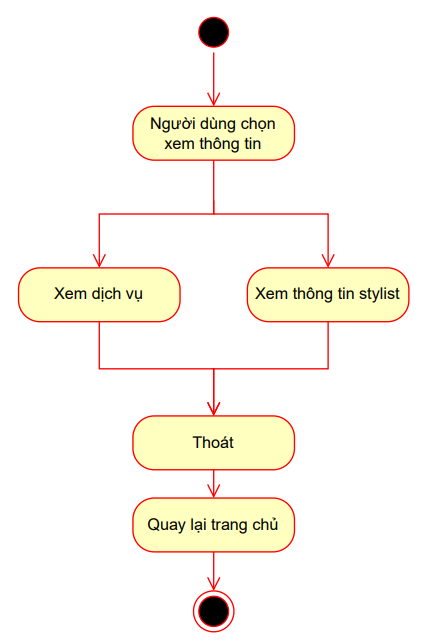 Người dùng chọn
xem thông tin
Xem dịch vụ
Xem thông tin stylist
Thoát
Quay lại trang chủ